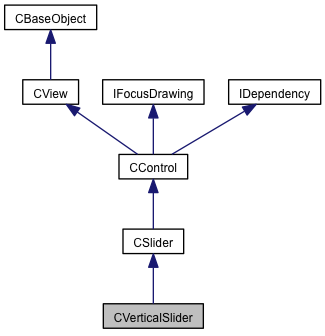 CBaseObject
CView
IFocusDrawing
IDependency
CControl
CSlider
CVerticalSlider